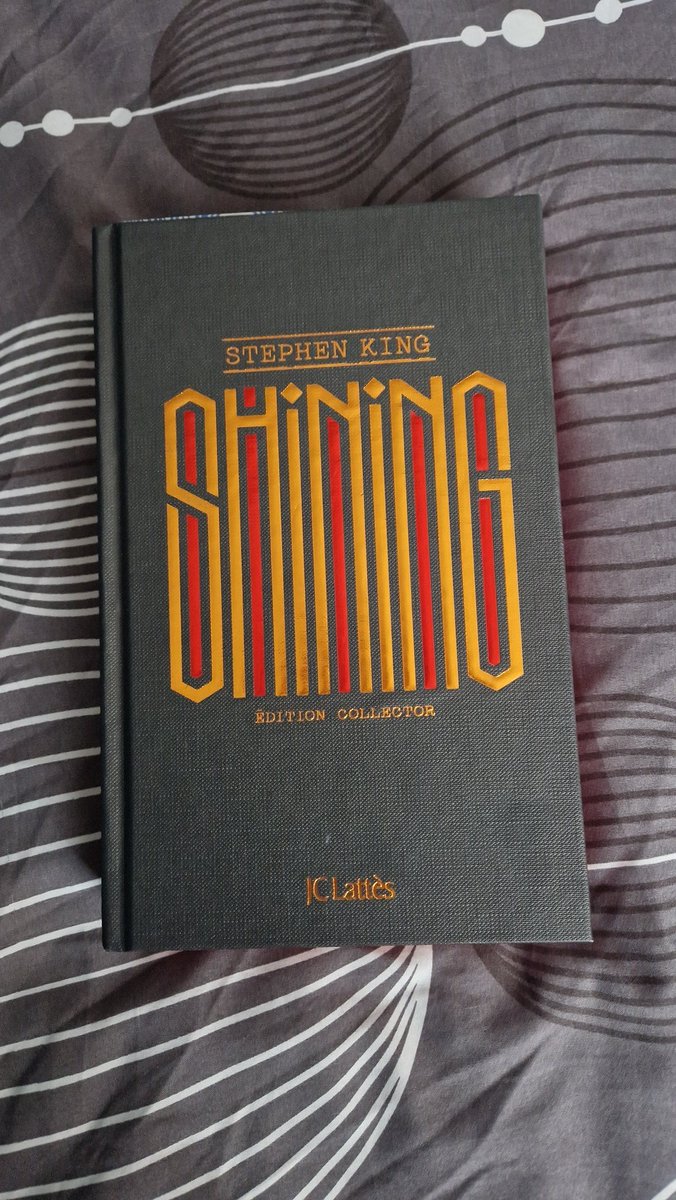 STEPHEN KING
SHiNiNG
ÉDITION COLLECTOR
JC Lattès